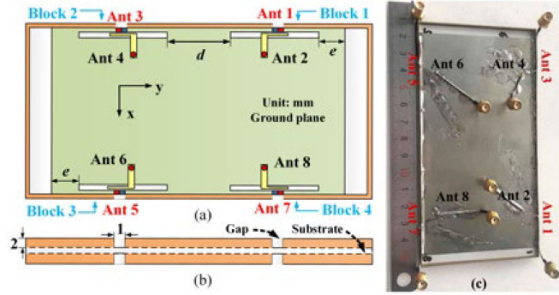 Block 2
Ant 3
Ant 1
Block 1
Ant 4
d
Ant 2
e
y
x
Unit: mm
Ground plane
e
Ant 6
Ant 8
Block 3
Ant 5
(a)
Ant 7
Block 4
1
Gap
Substrate
2
(b)
Ant 5
Ant 6
Ant 4
Ant 3
Ant 7
Ant 8
Ant 2
Ant 1
(c)